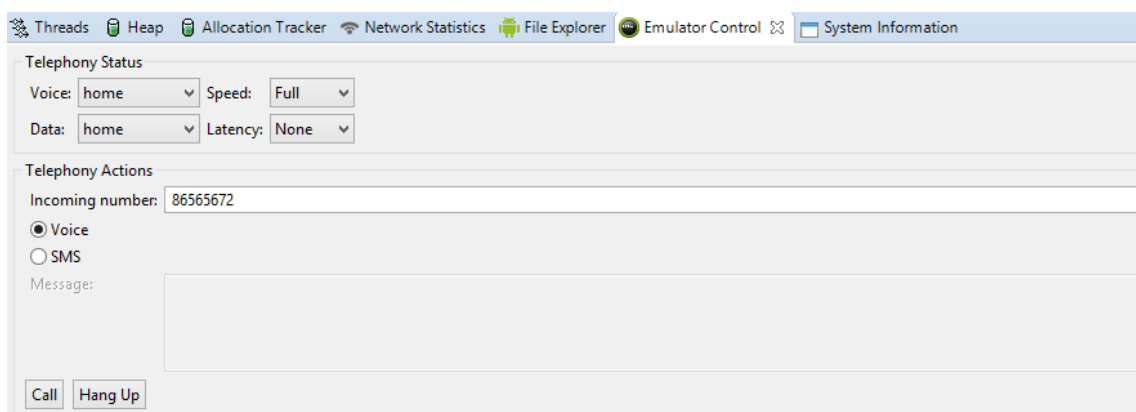 Threads Heap Allocation Tracker Network Statistics File Explorer Emulator Control System Information
Telephony Status
Voice: home Speed: Full
Data: home Latency: None
Telephony Actions
Incoming number: 86565672
Voice
SMS
Message:
Call Hang Up